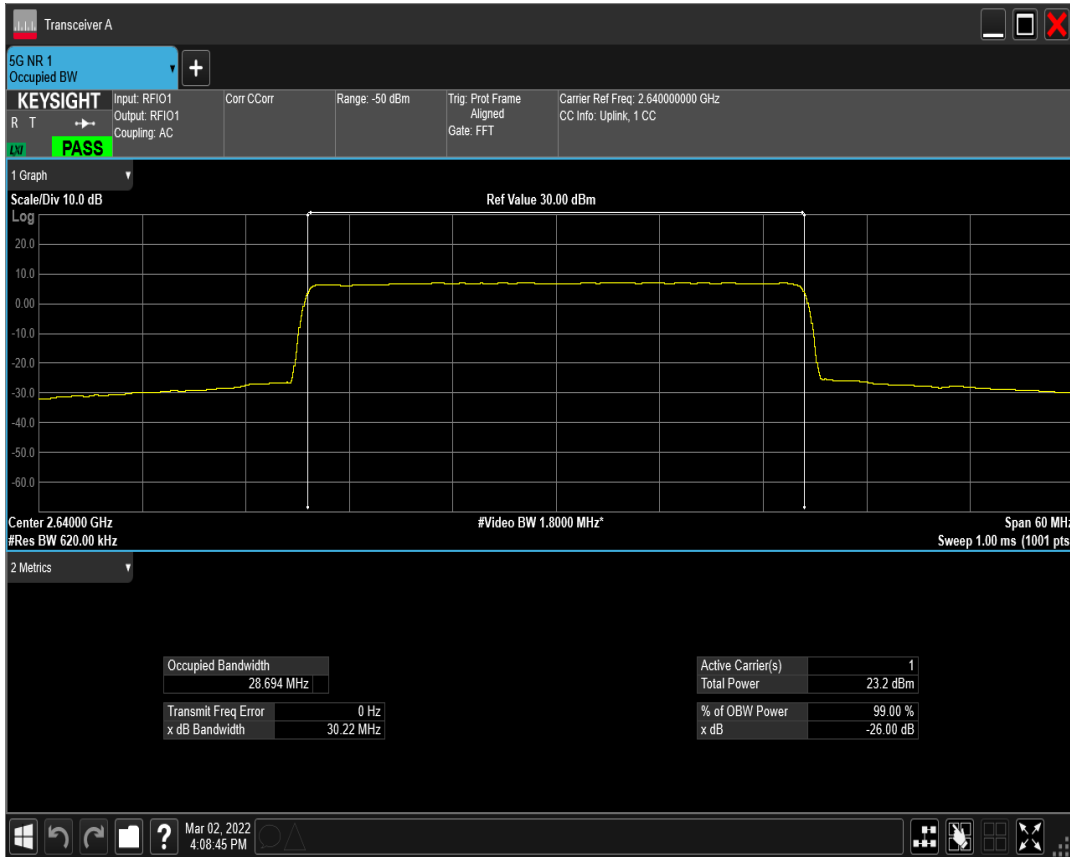 Transceiver A
5G NR 1
Occupied BW
KEYSIGHT
R T
LXI
PASS
Input: RFIO1
Output: RFIO1
Coupling: AC
Corr CCorr
Range: -50 dBm
Trig: Prot Frame
Aligned
Gate: FFT
Carrier Ref Freq: 2.640000000 GHz
CC Info: Uplink, 1 CC
1 Graph
Scale/Div 10.0 dB
Ref Value 30.00 dBm
Log
20.0
10.0
0.00
-10.0
-20.0
-30.0
-40.0
-50.0
-60.0
Center 2.64000 GHz
#Video BW 1.8000 MHz*
Span 60 MHz
#Res BW 620.00 kHz
Sweep 1.00 ms (1001 pts
2 Metrics
Occupied Bandwidth
28.694 MHz
Transmit Freq Error 0 Hz
x dB Bandwidth 30.22 MHz
Active Carrier(s) 1
Total Power 23.2 dBm
% of OBW Power 99.00 %
x dB -26.00 dB
?
Mar 02, 2022
4:08:45 PM